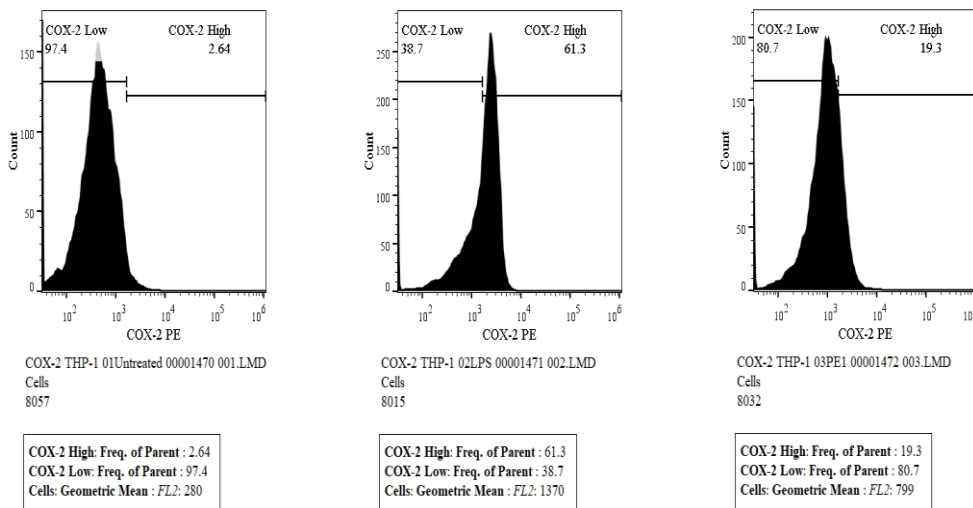 COX-2 Low COX-2 High
97.4 2.64
150
100
50
0
Count
10^2 10^3 10^4 10^5 10^6
COX-2 PE
COX-2 THP-1 01Untreated 00001470 001.LMD
Cells
8057
COX-2 High: Freq. of Parent : 2.64
COX-2 Low: Freq. of Parent : 97.4
Cells: Geometric Mean : FL2: 280
COX-2 Low COX-2 High
38.7 61.3
250
200
150
100
50
0
Count
10^2 10^3 10^4 10^5 10^6
COX-2 PE
COX-2 THP-1 02LPS 00001471 002.LMD
Cells
8015
COX-2 High: Freq. of Parent : 61.3
COX-2 Low: Freq. of Parent : 38.7
Cells: Geometric Mean : FL2: 1370
COX-2 Low COX-2 High
80.7 19.3
200
150
100
50
0
Count
10^2 10^3 10^4 10^5 10^6
COX-2 PE
COX-2 THP-1 03PE1 00001472 003.LMD
Cells
8032
COX-2 High: Freq. of Parent : 19.3
COX-2 Low: Freq. of Parent : 80.7
Cells: Geometric Mean : FL2: 799